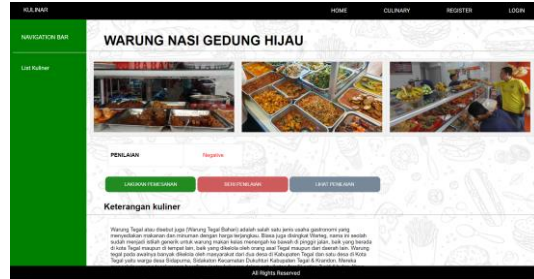 KULINAR
HOME
CULINARY
REGISTER
LOGIN
NAVIGATION BAR
List Kuliner
WARUNG NASI GEDUNG HIJAU
PENILAIAN
Negative
LAKUKAN PEMESANAN
BERI PENILAIAN
LIHAT PENILAIAN
Keterangan kuliner
Warung Tegal atau disebut juga (Warung Tegal Bahari) adalah salah satu jenis usaha gastronomi yang
menyediakan makanan dan minuman dengan harga terjangkau. Biasa juga disingkat Warteg, nama ini seolah
sudah menjadi istilah generik untuk warung makan kelas menengah ke bawah di pinggir jalan, baik yang berada
di kota Tegal maupun di tempat lain, baik yang dikelola oleh orang asal Tegal maupun dari daerah lain. Warung
tegal pada awalnya banyak dikelola oleh masyarakat dari dua desa di Kabupaten Tegal dan satu desa di Kota
Tegal yaitu warga desa Sidapurna, Sidakaton Kecamatan Dukuhturi Kabupaten Tegal & Krandon. Mereka
All Rights Reserved